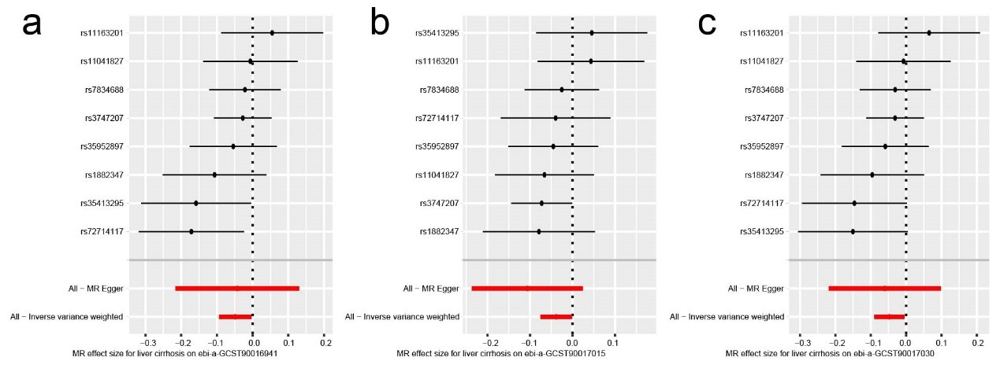 a
rs11163201
rs11041827
rs7834688
rs3747207
rs35952897
rs1882347
rs35413295
rs72714117
All − MR Egger
All − Inverse variance weighted
−0.3 −0.2 −0.1 0.0 0.1 0.2
MR effect size for liver cirrhosis on ebi-a-GCST90016941
b
rs35413295
rs11163201
rs7834688
rs72714117
rs35952897
rs11041827
rs3747207
rs1882347
All − MR Egger
All − Inverse variance weighted
−0.2 −0.1 0.0 0.1
MR effect size for liver cirrhosis on ebi-a-GCST90017015
c
rs11163201
rs11041827
rs7834688
rs3747207
rs35952897
rs1882347
rs72714117
rs35413295
All − MR Egger
All − Inverse variance weighted
−0.3 −0.2 −0.1 0.0 0.1 0.2
MR effect size for liver cirrhosis on ebi-a-GCST90017030